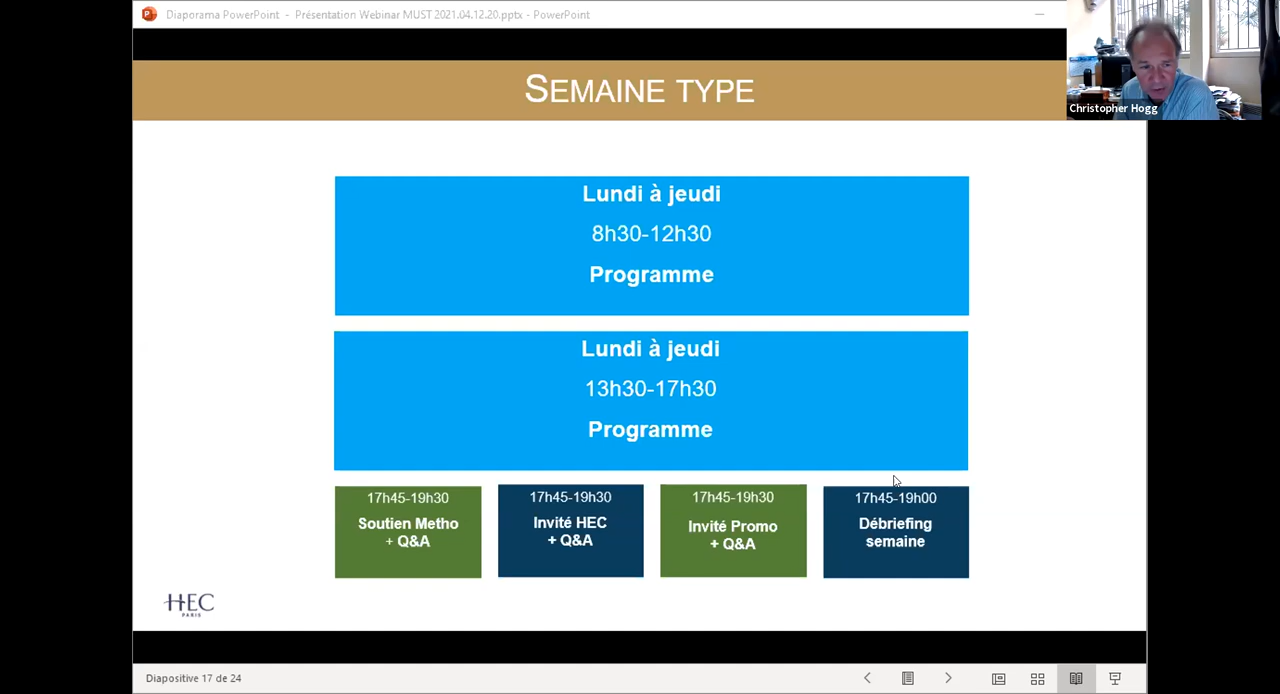 Diaporama PowerPoint - Présentation Webinar MUST 2021.04.12.20.pptx - PowerPoint
Christopher Hogg
SEMAINE TYPE
Lundi à jeudi
8h30-12h30
Programme
Lundi à jeudi
13h30-17h30
Programme
17h45-19h30
Soutien Metho
+ Q&A
17h45-19h30
Invité HEC
+ Q&A
17h45-19h30
Invité Promo
+ Q&A
17h45-19h00
Débriefing
semaine
HEC
PARIS
Diapositive 17 de 24